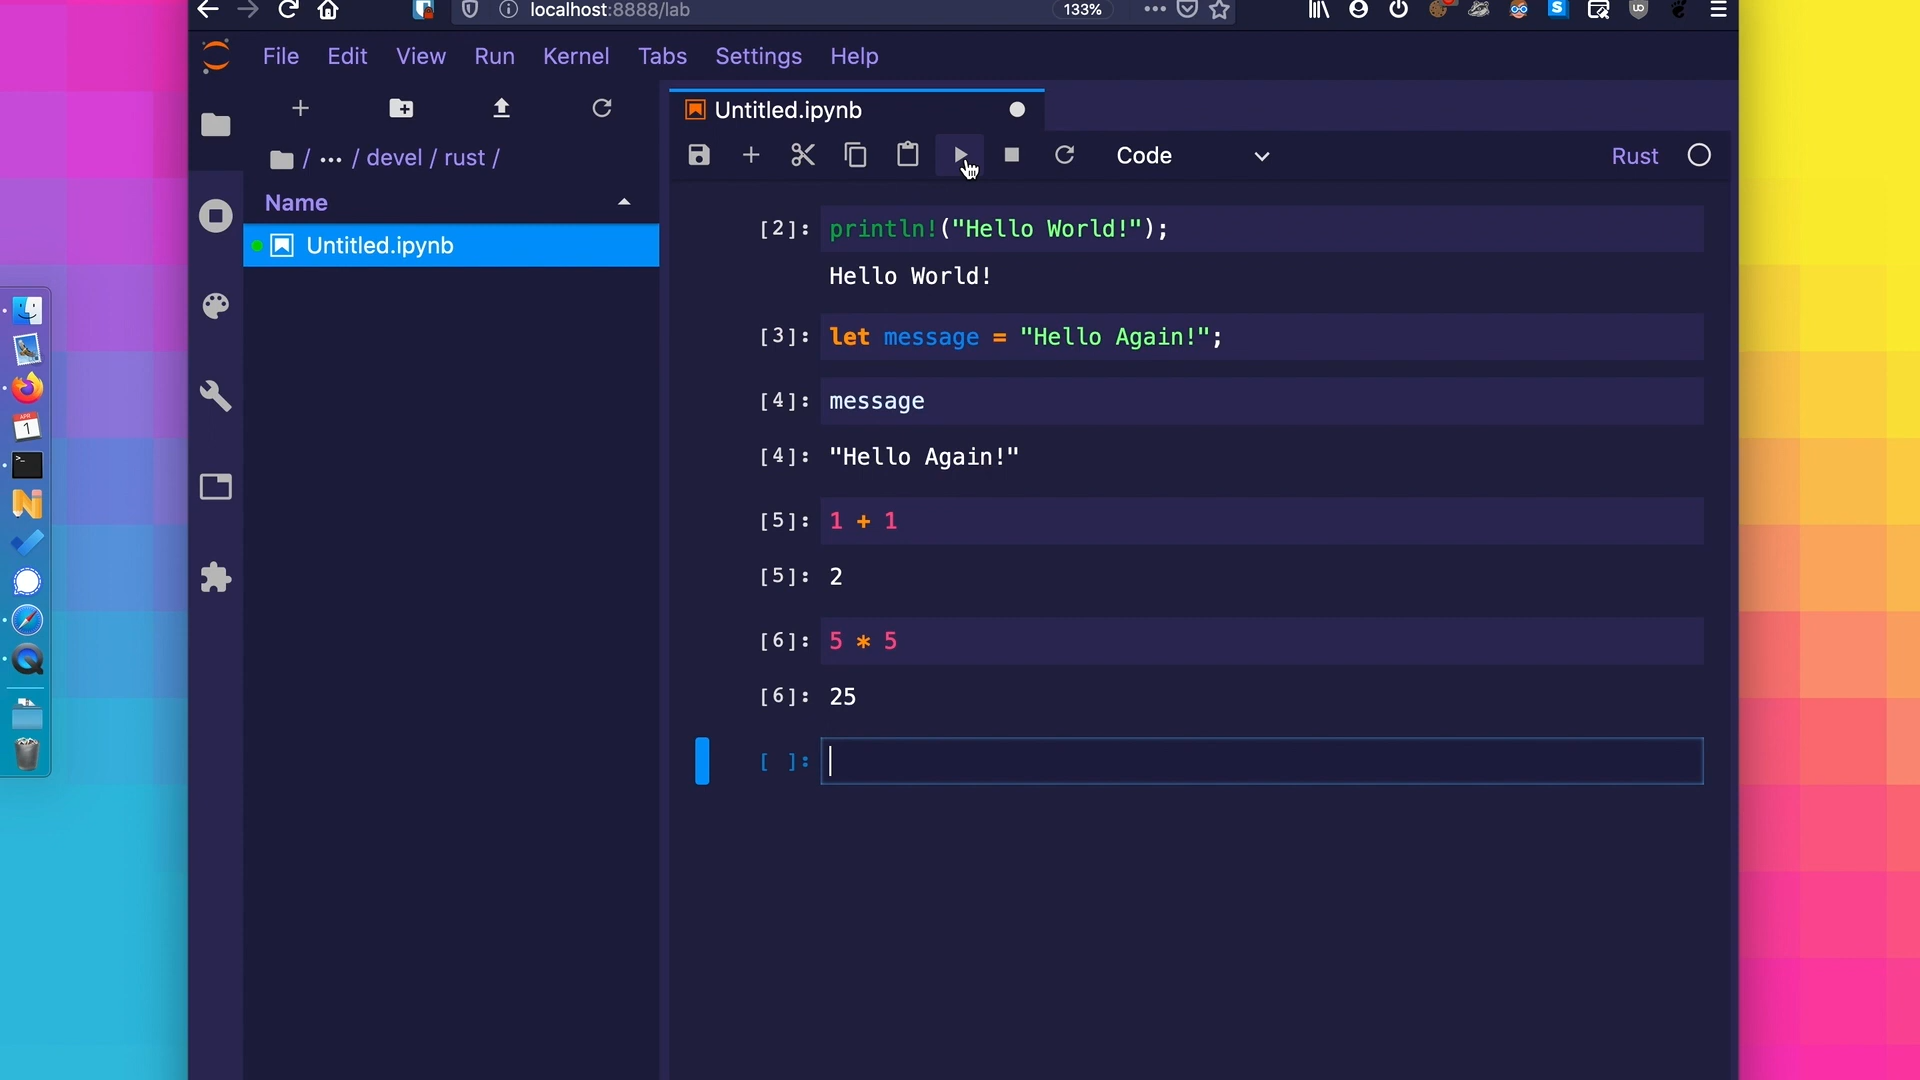 localhost:8888/lab
133%
File Edit View Run Kernel Tabs Settings Help
/ ··· / devel / rust /
Name
Untitled.ipynb
Untitled.ipynb
Code
Rust
[2]: println!("Hello World!");
Hello World!
[3]: let message = "Hello Again!";
[4]: message
[4]: "Hello Again!"
[5]: 1 + 1
[5]: 2
[6]: 5 * 5
[6]: 25
[ ]:
APR
1